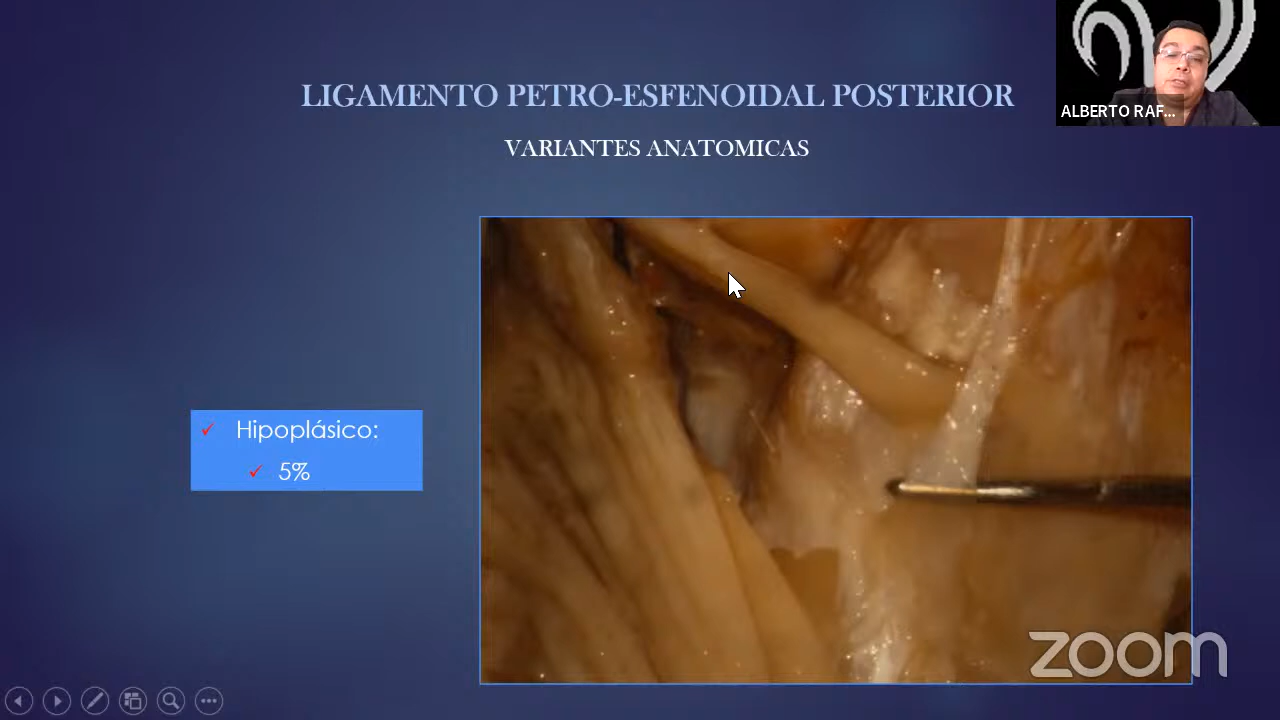 LIGAMENTO PETRO-ESFENOIDAL POSTERIOR
VARIANTES ANATOMICAS
ALBERTO RAF...
Hipoplásico:
5%
zoom